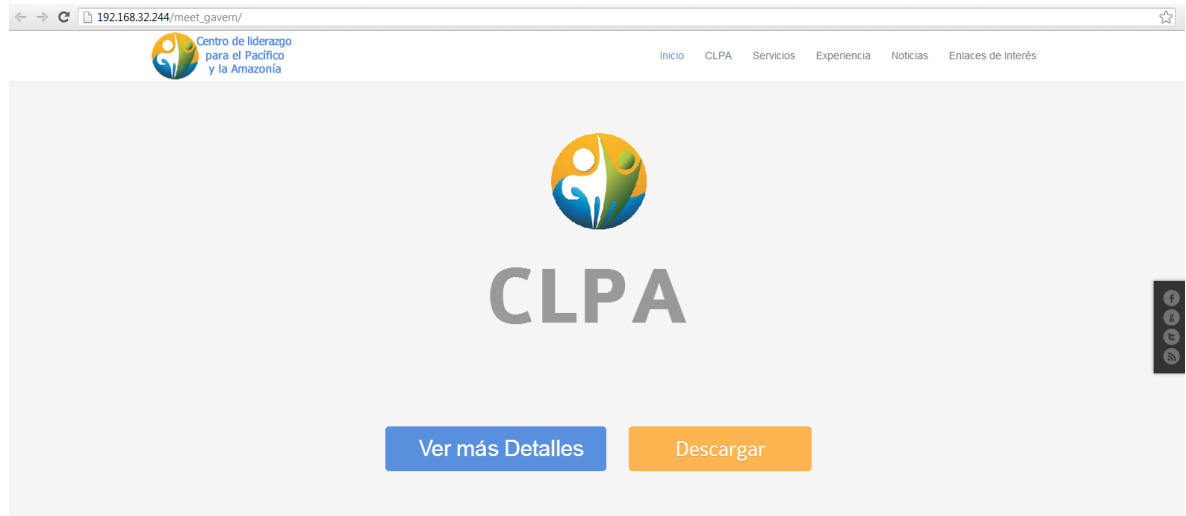 192.168.32.244/meet_gavern/
Centro de liderazgo
para el Pacífico
y la Amazonía
Inicio CLPA Servicios Experiencia Noticias Enlaces de Interés
CLPA
Ver más Detalles Descargar